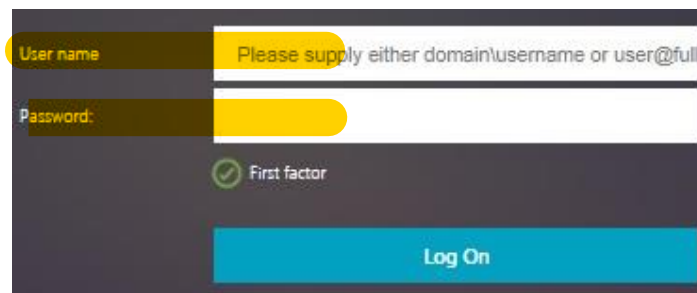 User name Please supply either domain\username or user@full
Password:
First factor
Log On